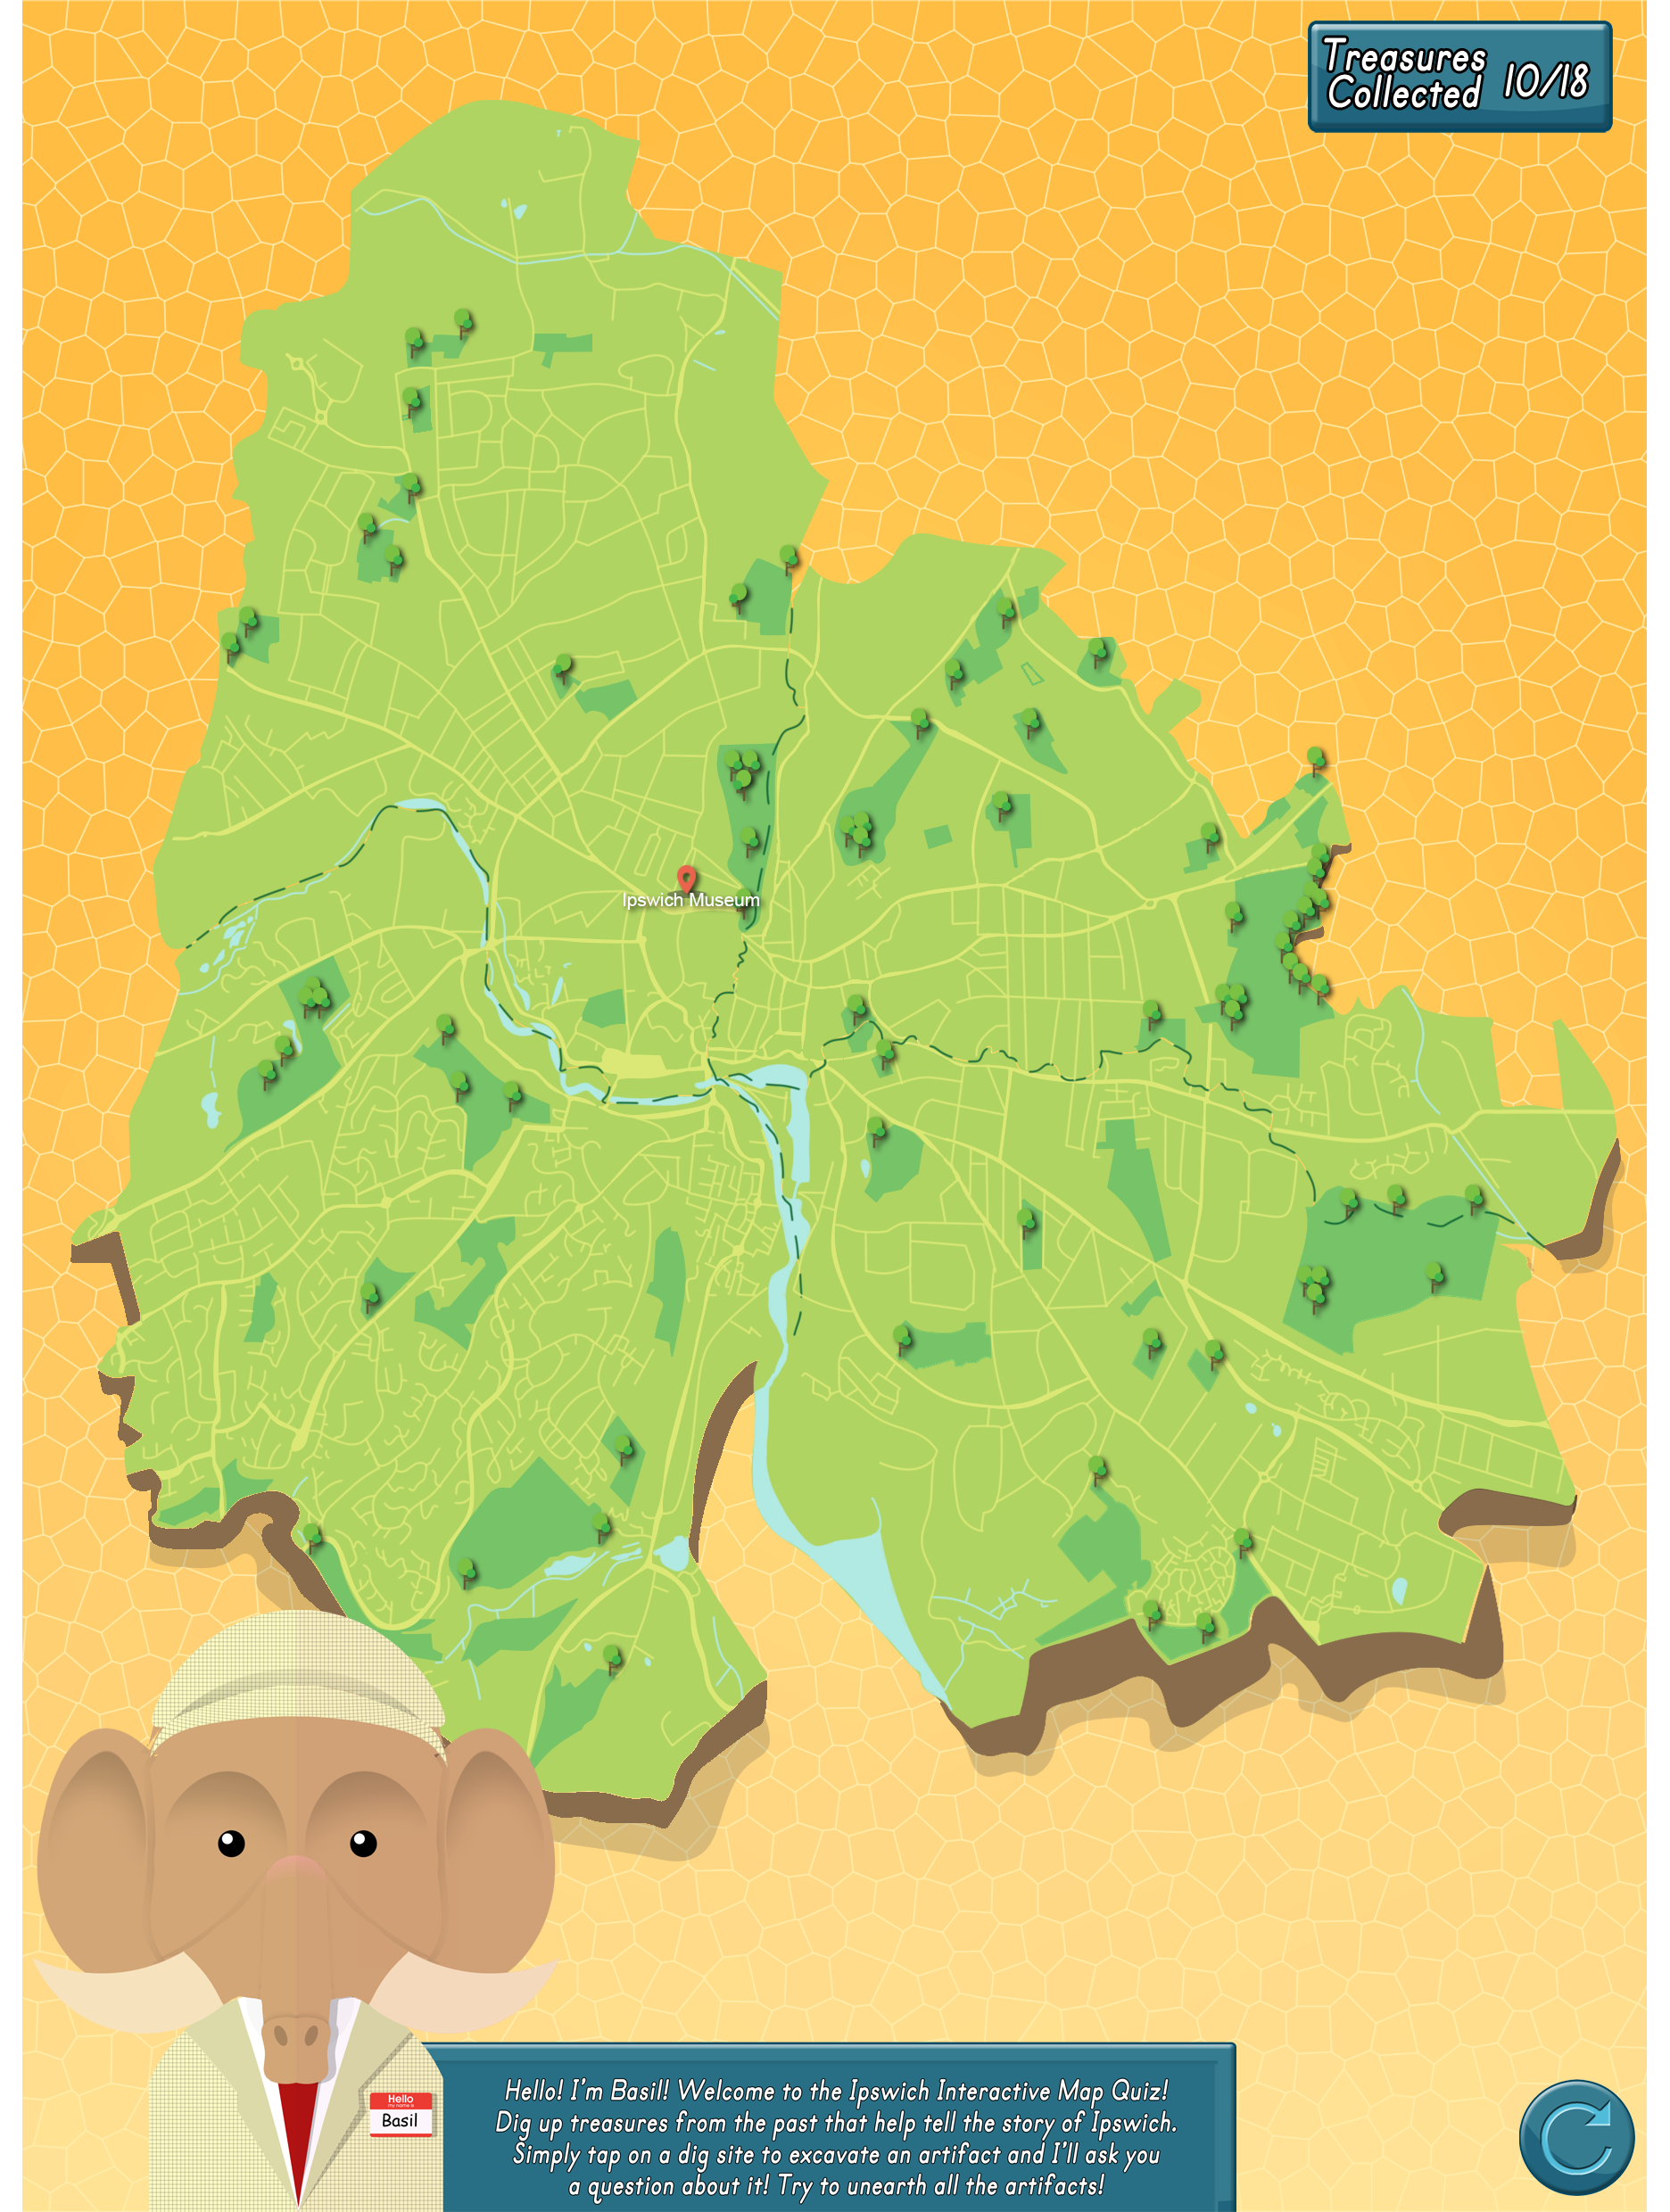 Treasures
Collected 10/18
Ipswich Museum
Hello
my name is
Basil
Hello! I'm Basil! Welcome to the Ipswich Interactive Map Quiz!
Dig up treasures from the past that help tell the story of Ipswich.
Simply tap on a dig site to excavate an artifact and I'll ask you
a question about it! Try to unearth all the artifacts!